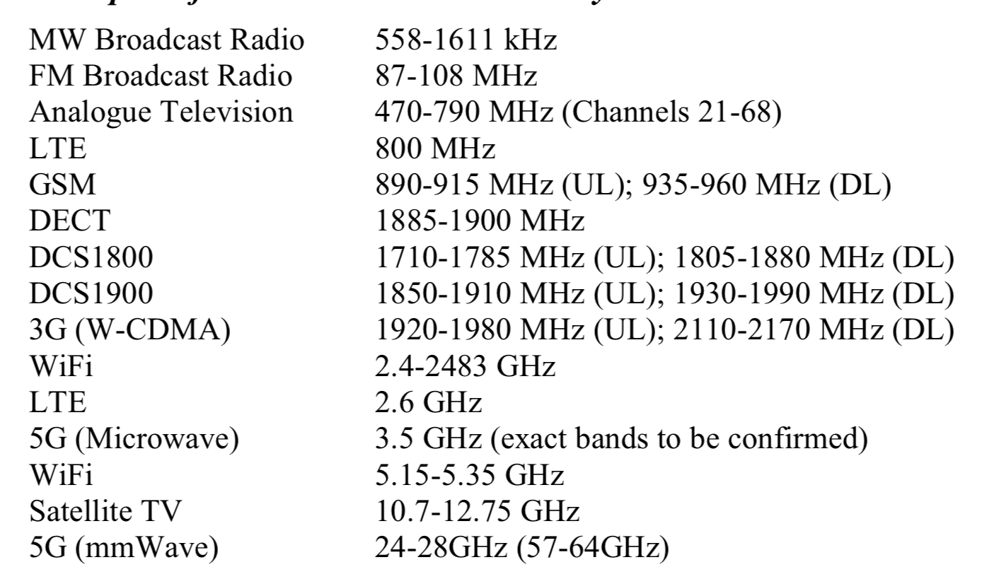 MW Broadcast Radio 558-1611 kHz
FM Broadcast Radio 87-108 MHz
Analogue Television 470-790 MHz (Channels 21-68)
LTE 800 MHz
GSM 890-915 MHz (UL); 935-960 MHz (DL)
DECT 1885-1900 MHz
DCS1800 1710-1785 MHz (UL); 1805-1880 MHz (DL)
DCS1900 1850-1910 MHz (UL); 1930-1990 MHz (DL)
3G (W-CDMA) 1920-1980 MHz (UL); 2110-2170 MHz (DL)
WiFi 2.4-2483 GHz
LTE 2.6 GHz
5G (Microwave) 3.5 GHz (exact bands to be confirmed)
WiFi 5.15-5.35 GHz
Satellite TV 10.7-12.75 GHz
5G (mmWave) 24-28GHz (57-64GHz)